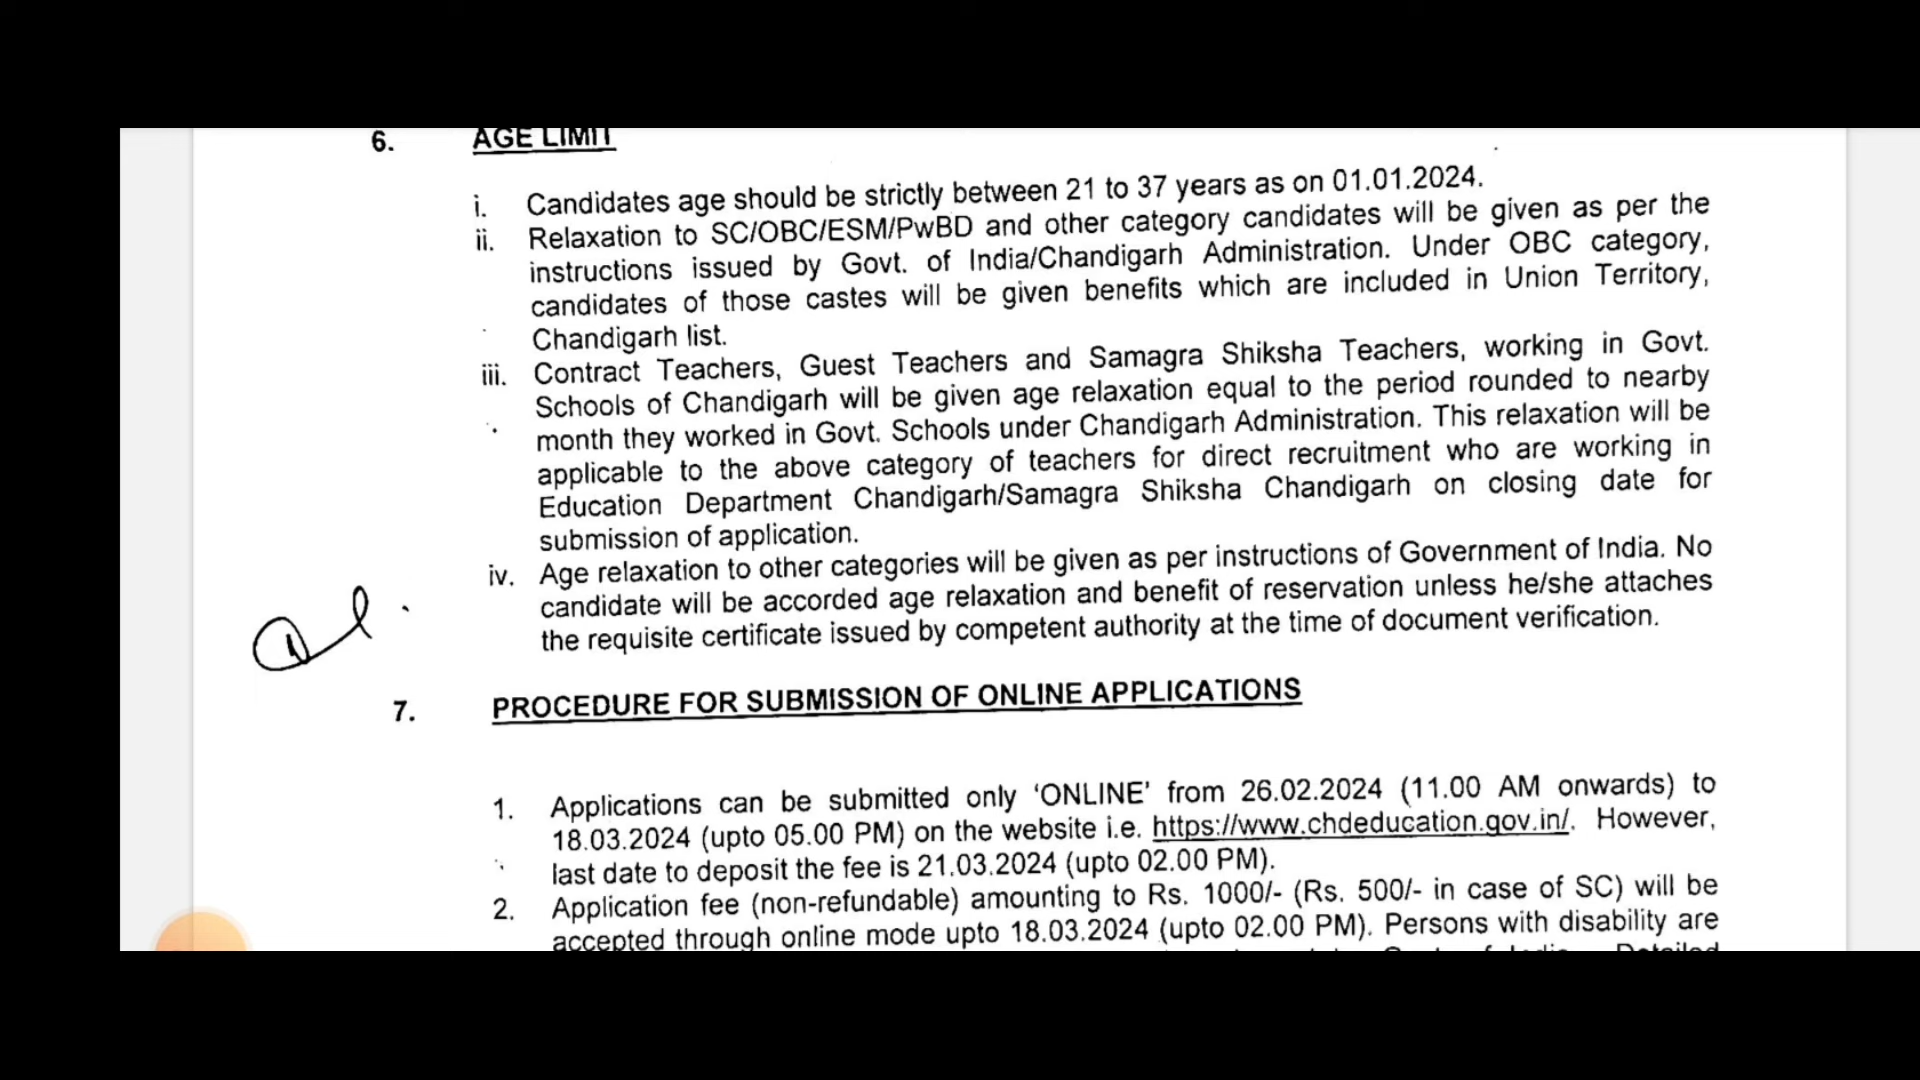 6. AGE LIMIT
i. Candidates age should be strictly between 21 to 37 years as on 01.01.2024.
ii. Relaxation to SC/OBC/ESM/PwBD and other category candidates will be given as per the
instructions issued by Govt. of India/Chandigarh Administration. Under OBC category,
candidates of those castes will be given benefits which are included in Union Territory,
Chandigarh list.
iii. Contract Teachers, Guest Teachers and Samagra Shiksha Teachers, working in Govt.
Schools of Chandigarh will be given age relaxation equal to the period rounded to nearby
month they worked in Govt. Schools under Chandigarh Administration. This relaxation will be
applicable to the above category of teachers for direct recruitment who are working in
Education Department Chandigarh/Samagra Shiksha Chandigarh on closing date for
submission of application.
iv. Age relaxation to other categories will be given as per instructions of Government of India. No
candidate will be accorded age relaxation and benefit of reservation unless he/she attaches
the requisite certificate issued by competent authority at the time of document verification.
7. PROCEDURE FOR SUBMISSION OF ONLINE APPLICATIONS
1. Applications can be submitted only ‘ONLINE’ from 26.02.2024 (11.00 AM onwards) to
18.03.2024 (upto 05.00 PM) on the website i.e. https://www.chdeducation.gov.in/. However,
last date to deposit the fee is 21.03.2024 (upto 02.00 PM).
2. Application fee (non-refundable) amounting to Rs. 1000/- (Rs. 500/- in case of SC) will be
accepted through online mode upto 18.03.2024 (upto 02.00 PM). Persons with disability are